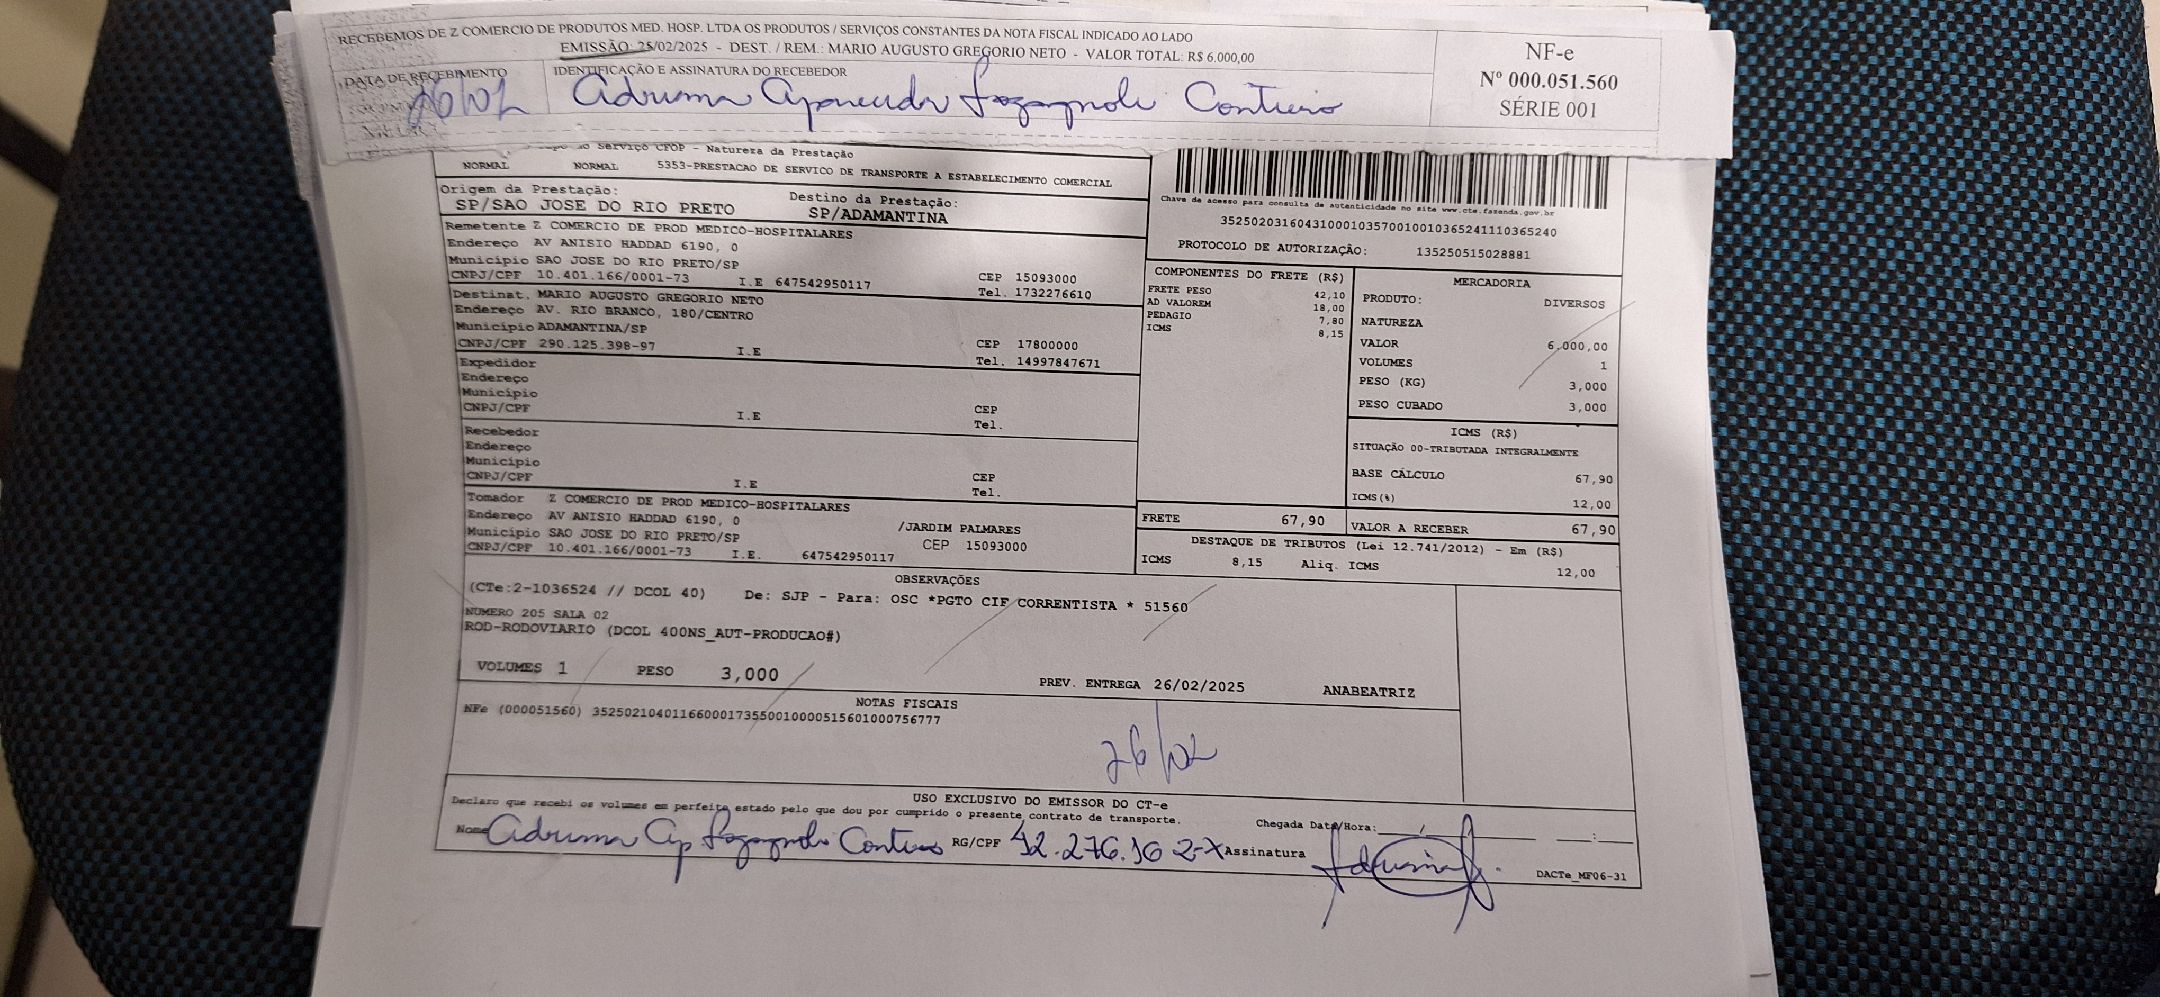 RECEBEMOS DE Z COMERCIO DE PRODUTOS MED. HOSP. LTDA OS PRODUTOS / SERVIÇOS CONSTANTES DA NOTA FISCAL INDICADO AO LADO
EMISSÃO: 25/02/2025 - DEST. / REM.: MARIO AUGUSTO GREGORIO NETO - VALOR TOTAL: R$ 6.000,00
DATA DE RECEBIMENTO IDENTIFICAÇÃO E ASSINATURA DO RECEBEDOR
26/02
NF-e
Nº 000.051.560
SÉRIE 001
Serviço CFOP - Natureza da Prestação
NORMAL NORMAL 5353-PRESTACAO DE SERVICO DE TRANSPORTE A ESTABELECIMENTO COMERCIAL
Origem da Prestação: Destino da Prestação:
SP/SAO JOSE DO RIO PRETO SP/ADAMANTINA
Chave de acesso para consulta de autenticidade no site www.cte.fazenda.gov.br
35250203160431000103570010010365241110365240
PROTOCOLO DE AUTORIZAÇÃO: 135250515028881
Remetente Z COMERCIO DE PROD MEDICO-HOSPITALARES
Endereço AV ANISIO HADDAD 6190, 0
Município SAO JOSE DO RIO PRETO/SP
CNPJ/CPF 10.401.166/0001-73 I.E 647542950117 CEP 15093000
Tel. 1732276610
Destinat. MARIO AUGUSTO GREGORIO NETO
Endereço AV. RIO BRANCO, 180/CENTRO
Município ADAMANTINA/SP
CNPJ/CPF 290.125.398-97 I.E CEP 17800000
Tel. 14997847671
Expedidor
Endereço
Município
CNPJ/CPF I.E CEP
Tel.
Recebedor
Endereço
Município
CNPJ/CPF I.E CEP
Tel.
Tomador Z COMERCIO DE PROD MEDICO-HOSPITALARES
Endereço AV ANISIO HADDAD 6190, 0 /JARDIM PALMARES
Município SAO JOSE DO RIO PRETO/SP CEP 15093000
CNPJ/CPF 10.401.166/0001-73 I.E. 647542950117
COMPONENTES DO FRETE (R$)
FRETE PESO 42,10
AD VALOREM 18,00
PEDAGIO 7,80
ICMS 8,15
MERCADORIA
PRODUTO: DIVERSOS
NATUREZA
VALOR 6.000,00
VOLUMES 1
PESO (KG) 3,000
PESO CUBADO 3,000
ICMS (R$)
SITUAÇÃO 00-TRIBUTADA INTEGRALMENTE
BASE CÁLCULO 67,90
ICMS(%) 12,00
FRETE 67,90 VALOR A RECEBER 67,90
DESTAQUE DE TRIBUTOS (Lei 12.741/2012) - Em (R$)
ICMS 8,15 Aliq. ICMS 12,00
OBSERVAÇÕES
(CTe:2-1036524 // DCOL 40) De: SJP - Para: OSC *PGTO CIF CORRENTISTA * 51560
NUMERO 205 SALA 02
ROD-RODOVIARIO (DCOL 400NS_AUT-PRODUCAO#)
VOLUMES 1 PESO 3,000 PREV. ENTREGA 26/02/2025 ANABEATRIZ
NOTAS FISCAIS
NFe (000051560) 35250210401166000173550010000515601000756777
26/02
USO EXCLUSIVO DO EMISSOR DO CT-e
Declaro que recebi os volumes em perfeito estado pelo que dou por cumprido o presente contrato de transporte. Chegada Data/Hora: / :
Nome RG/CPF 42.276.162-X Assinatura
DACTe_MF06-31